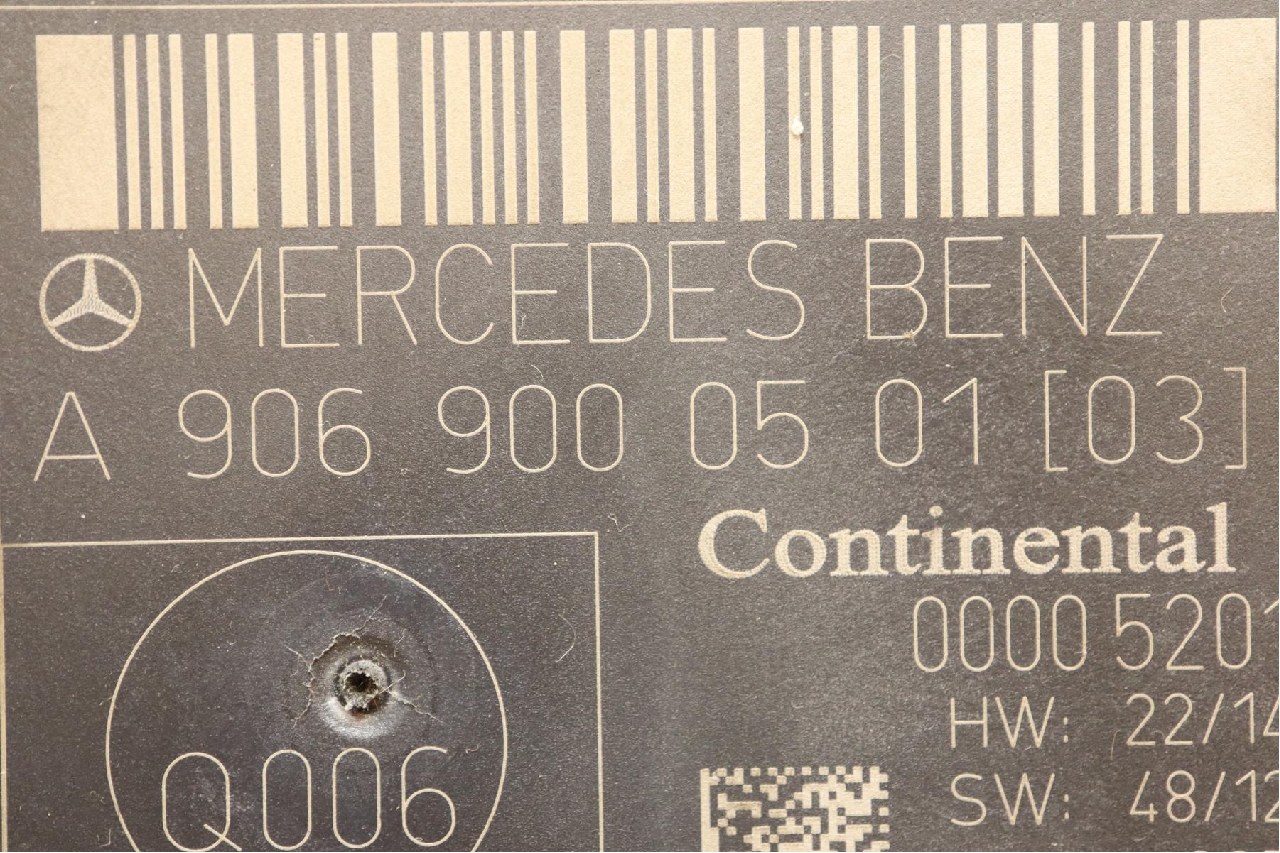 MERCEDES BENZ
A 906 900 05 01 [03]
Continental
0000 5201
HW: 22/14
SW: 48/12
Q006